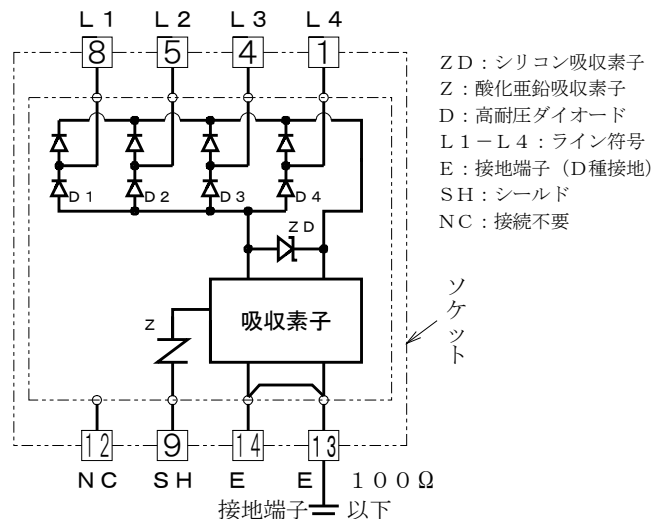 L1 L2 L3 L4
8 5 4 1
ZD：シリコン吸収素子
Z：酸化亜鉛吸収素子
D：高耐圧ダイオード
L1－L4：ライン符号
E：接地端子（D種接地）
SH：シールド
NC：接続不要
D1 D2 D3 D4
ZD
吸収素子
Z
ソケット
12 9 14 13
NC SH E E 100Ω
接地端子 以下